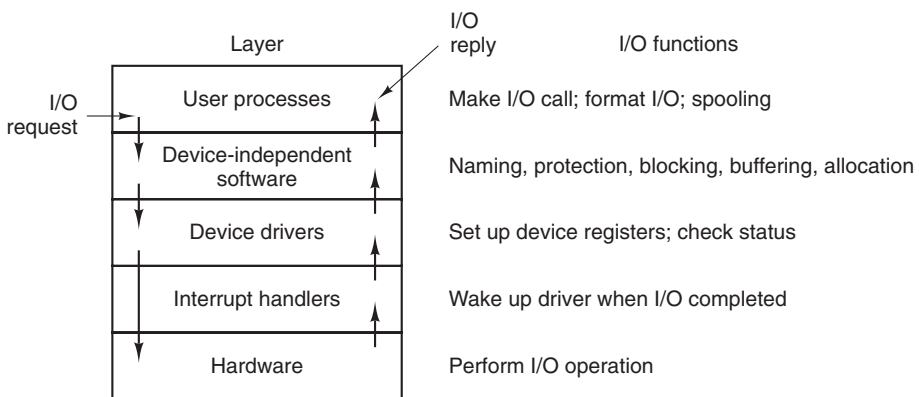 I/O
reply
Layer
I/O functions
I/O
request
User processes
Make I/O call; format I/O; spooling
Device-independent
software
Naming, protection, blocking, buffering, allocation
Device drivers
Set up device registers; check status
Interrupt handlers
Wake up driver when I/O completed
Hardware
Perform I/O operation